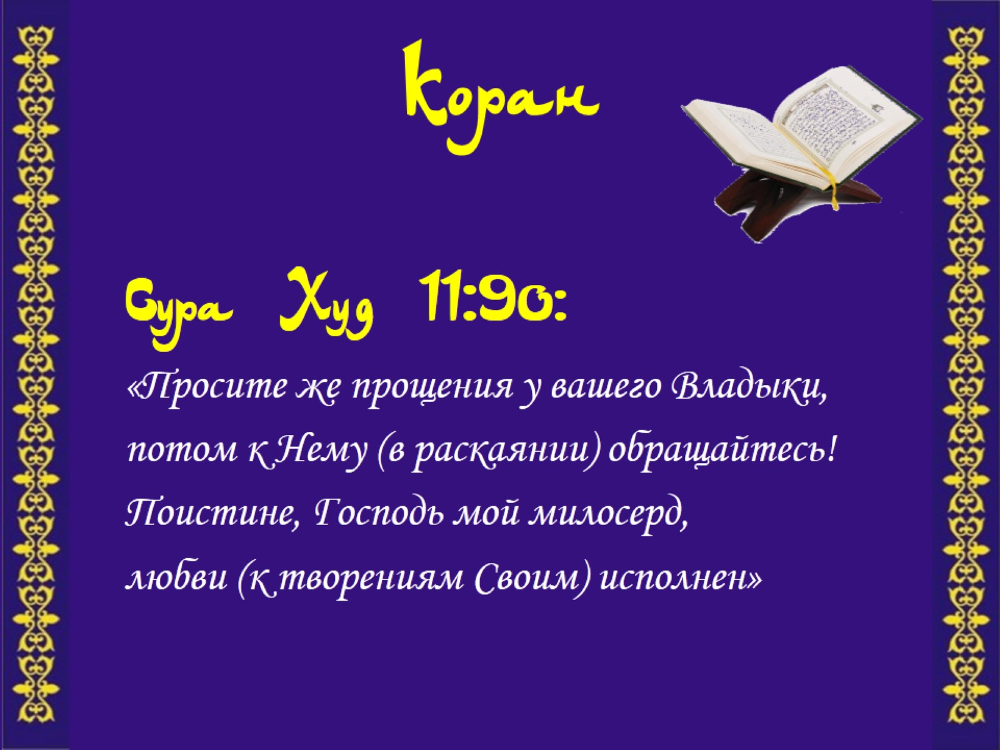 Коран
Сура Худ 11:90:
«Просите же прощения у вашего Владыки,
потом к Нему (в раскаянии) обращайтесь!
Поистине, Господь мой милосерд,
любви (к творениям Своим) исполнен»